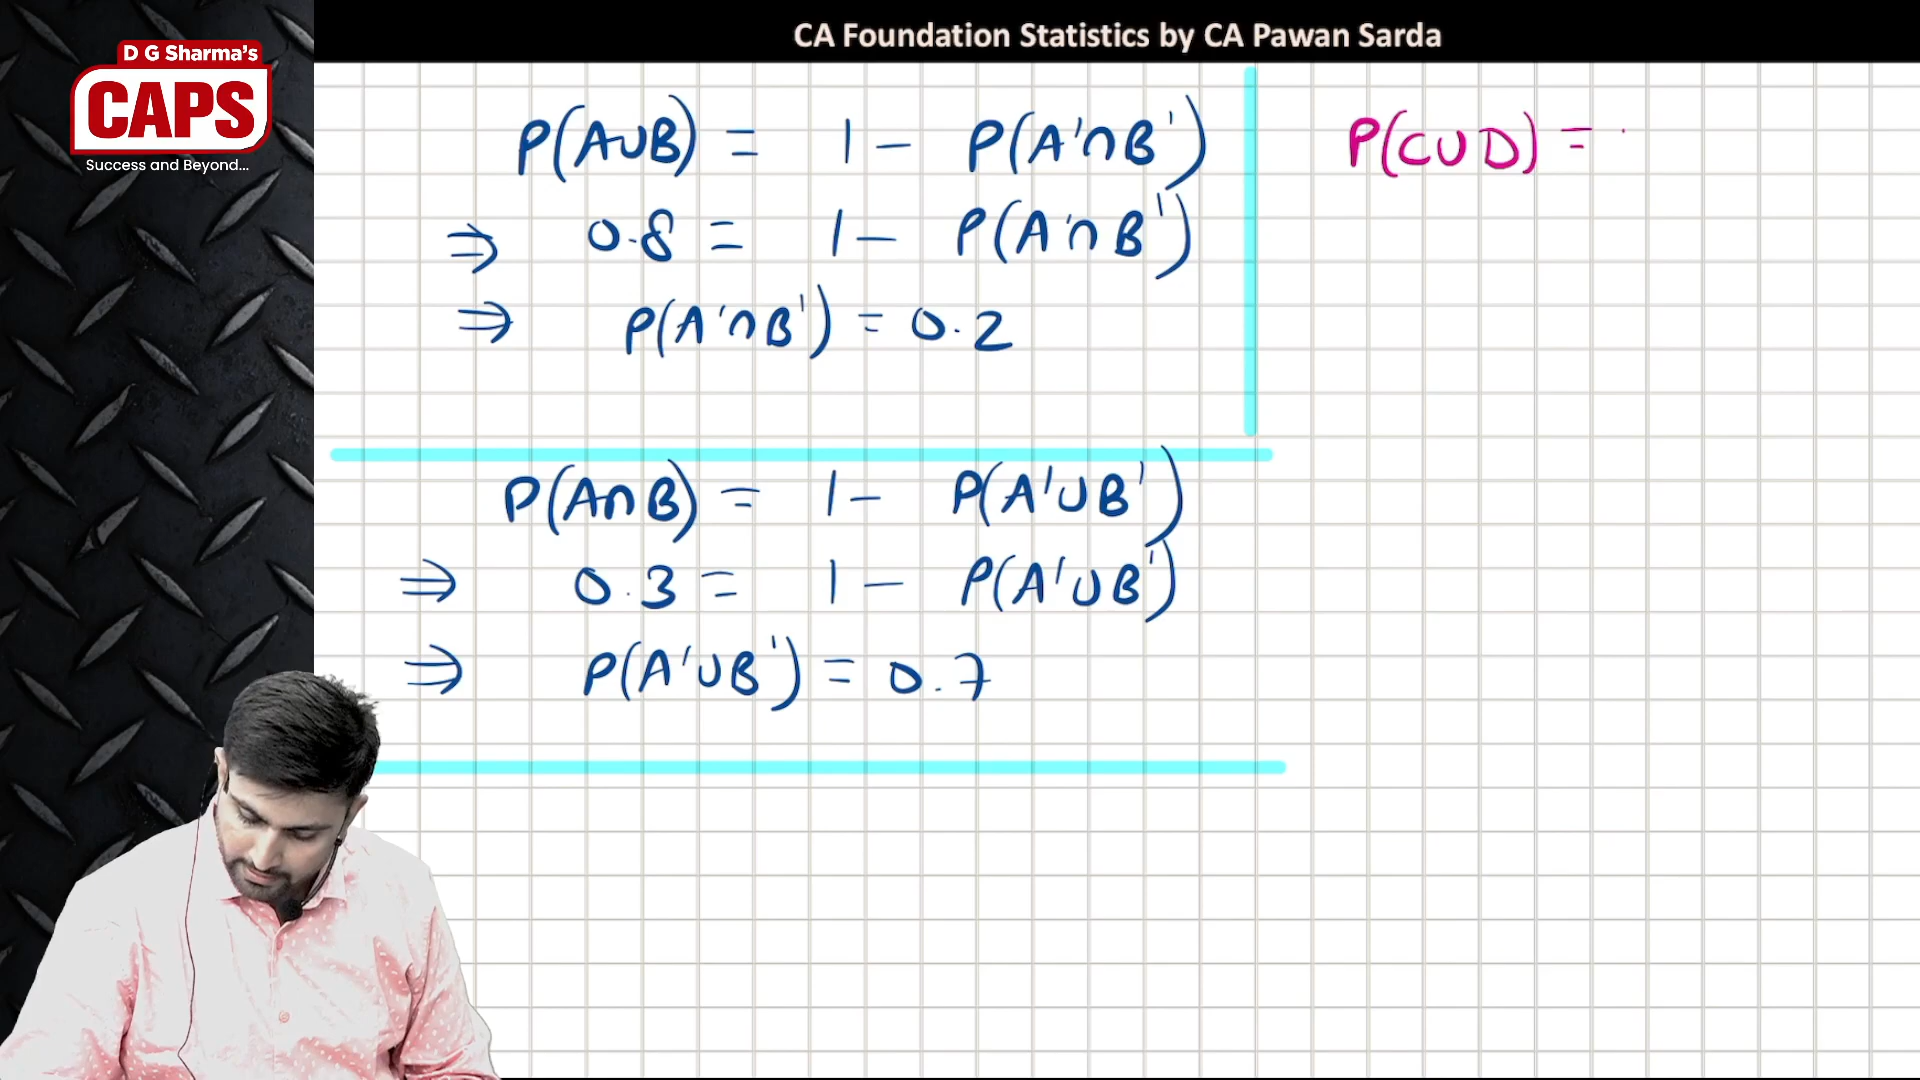 CA Foundation Statistics by CA Pawan Sarda
D G Sharma's
CAPS
Success and Beyond...
P(A∪B) = 1 - P(A'∩B')
⇒ 0.8 = 1 - P(A'∩B')
⇒ P(A'∩B') = 0.2
P(A∩B) = 1 - P(A'∪B')
⇒ 0.3 = 1 - P(A'∪B')
⇒ P(A'∪B') = 0.7
P(C∪D) =